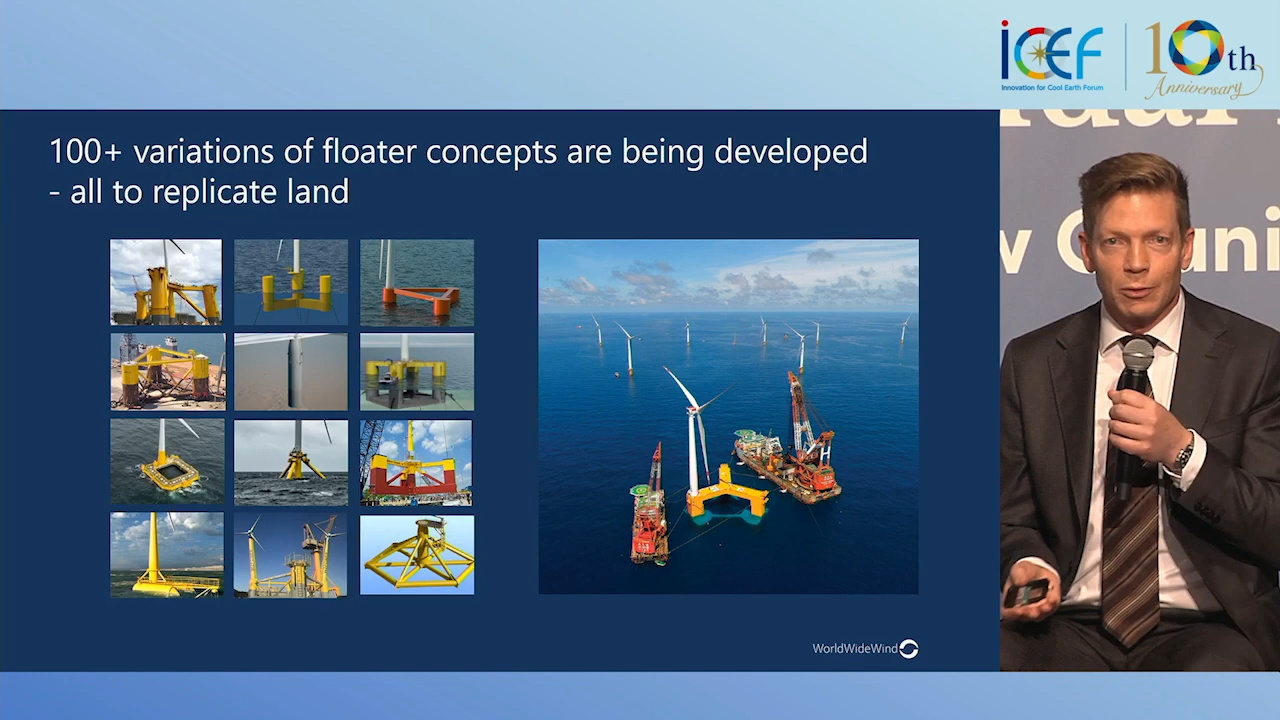 iCEF
Innovation for Cool Earth Forum
10th
Anniversary
100+ variations of floater concepts are being developed
- all to replicate land
WorldWideWind